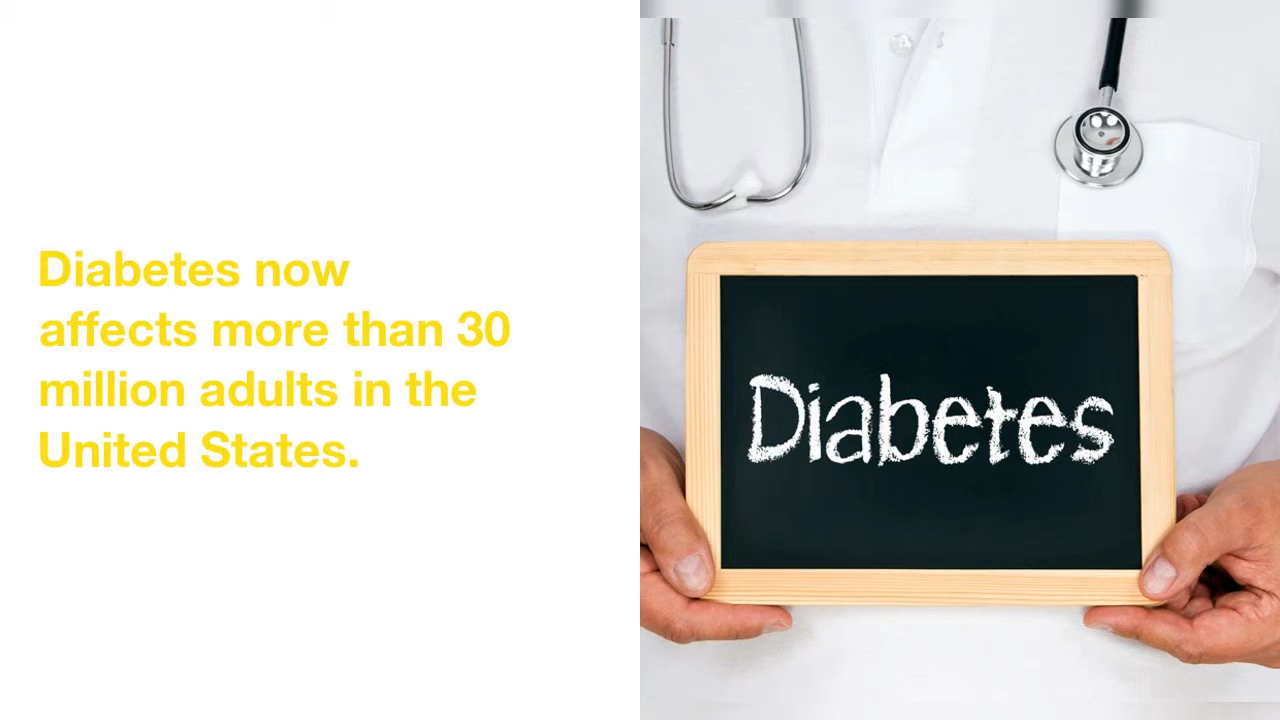 Diabetes now
affects more than 30
million adults in the
United States.
Diabetes